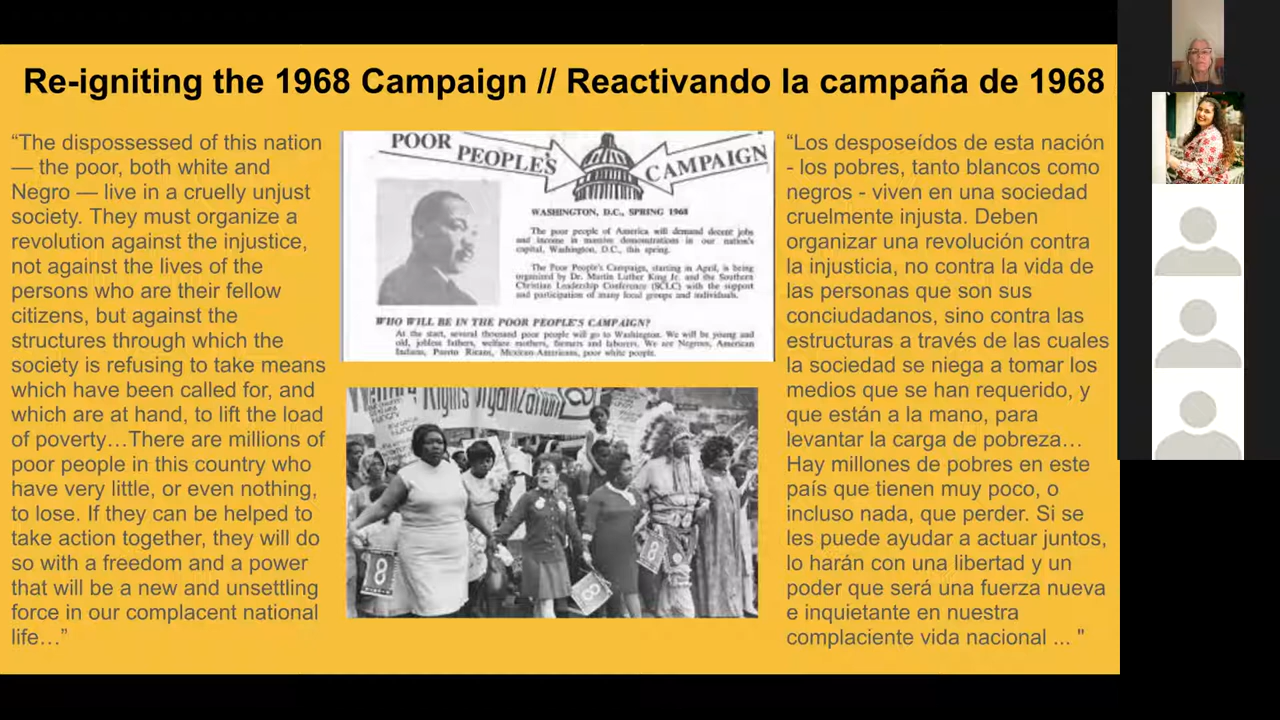 Re-igniting the 1968 Campaign // Reactivando la campaña de 1968
“The dispossessed of this nation
— the poor, both white and
Negro — live in a cruelly unjust
society. They must organize a
revolution against the injustice,
not against the lives of the
persons who are their fellow
citizens, but against the
structures through which the
society is refusing to take means
which have been called for, and
which are at hand, to lift the load
of poverty…There are millions of
poor people in this country who
have very little, or even nothing,
to lose. If they can be helped to
take action together, they will do
so with a freedom and a power
that will be a new and unsettling
force in our complacent national
life…”
POOR PEOPLE'S CAMPAIGN
WASHINGTON, D.C., SPRING 1968
The poor people of America will demand decent jobs
and income in massive demonstrations in our nation's
capital, Washington, D.C., this spring.
The Poor People's Campaign, starting in April, is being
organized by Dr. Martin Luther King Jr. and the Southern
Christian Leadership Conference (SCLC) with the support
and participation of many local groups and individuals.
WHO WILL BE IN THE POOR PEOPLE'S CAMPAIGN?
At the start, several thousand poor people will go to Washington. We will be young and
old, jobless fathers, welfare mothers, farmers and laborers. We are Negroes, American
Indians, Puerto Ricans, Mexican-Americans, poor white people.
Rights Organization
“Los desposeídos de esta nación
- los pobres, tanto blancos como
negros - viven en una sociedad
cruelmente injusta. Deben
organizar una revolución contra
la injusticia, no contra la vida de
las personas que son sus
conciudadanos, sino contra las
estructuras a través de las cuales
la sociedad se niega a tomar los
medios que se han requerido, y
que están a la mano, para
levantar la carga de pobreza…
Hay millones de pobres en este
país que tienen muy poco, o
incluso nada, que perder. Si se
les puede ayudar a actuar juntos,
lo harán con una libertad y un
poder que será una fuerza nueva
e inquietante en nuestra
complaciente vida nacional ... "